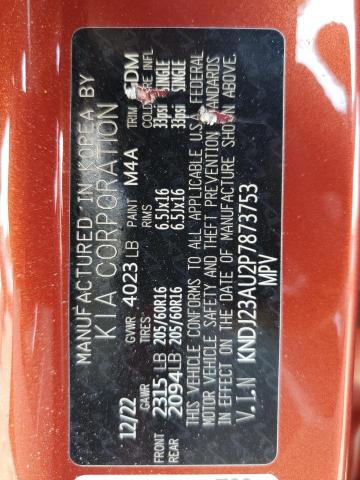 MANUFACTURED IN KOREA BY
KIA CORPORATION
12/22 GVWR 4023 LB PAINT M4A TRIM CDM
GAWR TIRES RIMS COLD TIRE INFL
FRONT 2315 LB 205/60R16 6.5JX16 33psi SINGLE
REAR 2094LB 205/60R16 6.5JX16 33psi SINGLE
THIS VEHICLE CONFORMS TO ALL APPLICABLE U.S.A. FEDERAL
MOTOR VEHICLE SAFETY AND THEFT PREVENTION STANDARDS
IN EFFECT ON THE DATE OF MANUFACTURE SHOWN ABOVE.
V.I.N KNDJ23AU2P7873753
MPV